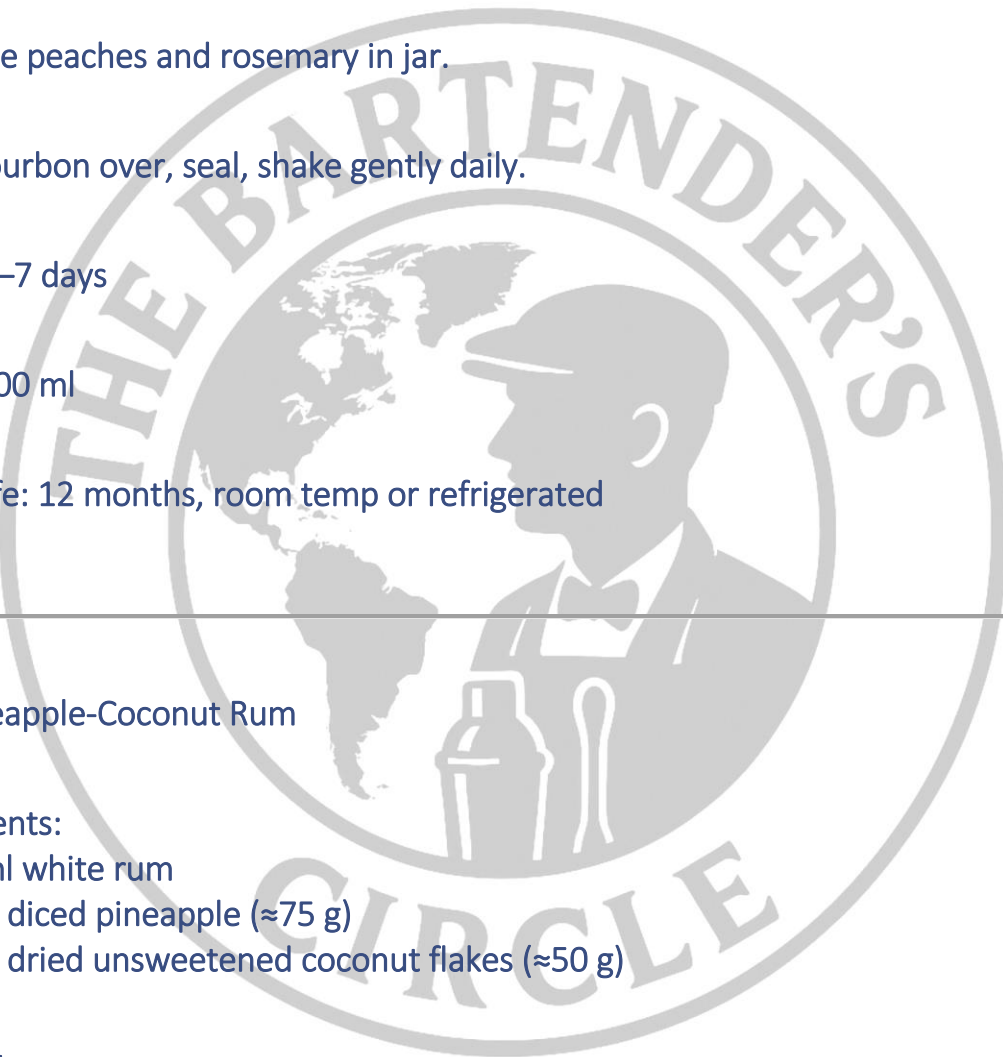 e peaches and rosemary in jar.
ourbon over, seal, shake gently daily.
–7 days
00 ml
fe: 12 months, room temp or refrigerated
eapple-Coconut Rum
ents:
ml white rum
diced pineapple (≈75 g)
dried unsweetened coconut flakes (≈50 g)
THE BARTENDER'S
CIRCLE